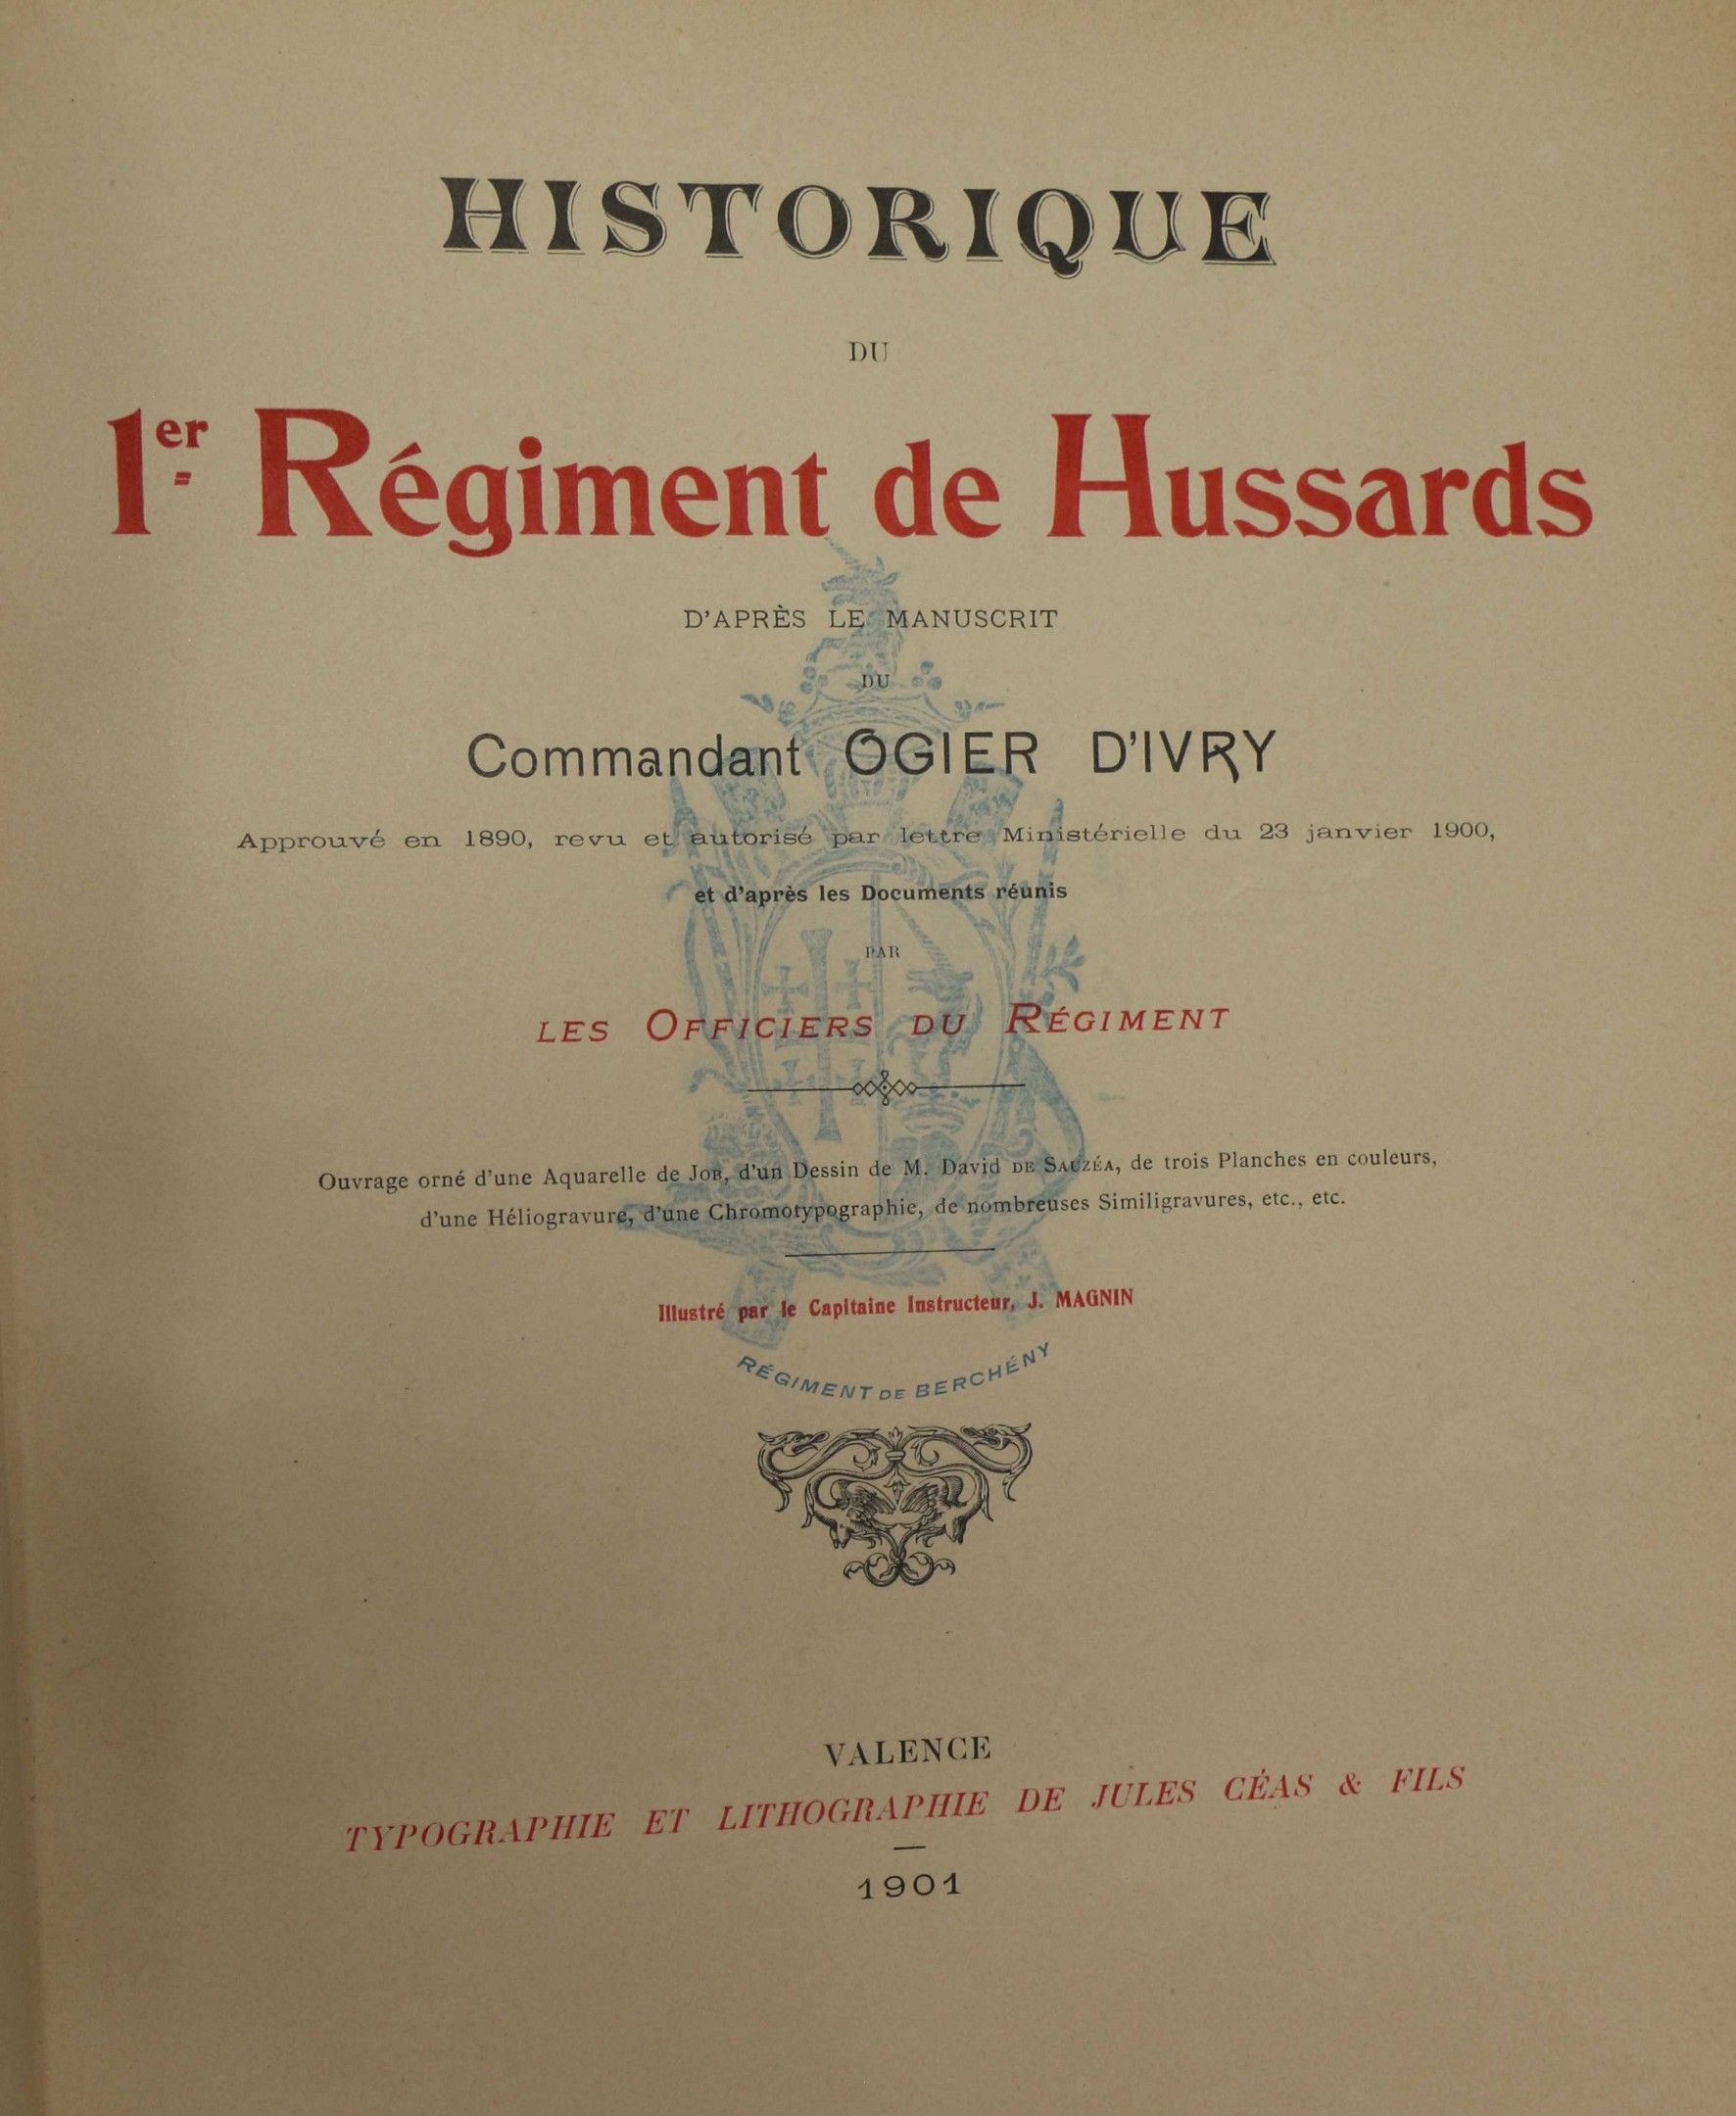 HISTORIQUE
DU
1er Régiment de Hussards
D'APRÈS LE MANUSCRIT
DU
Commandant OGIER D'IVRY
Approuvé en 1890, revu et autorisé par lettre Ministérielle du 23 janvier 1900,
et d'après les Documents réunis
PAR
LES OFFICIERS DU RÉGIMENT
Ouvrage orné d'une Aquarelle de JOB, d'un Dessin de M. David DE SAUZÉA, de trois Planches en couleurs,
d'une Héliogravure, d'une Chromotypographie, de nombreuses Similigravures, etc., etc.
Illustré par le Capitaine Instructeur, J. MAGNIN
RÉGIMENT DE BERCHÉNY
VALENCE
TYPOGRAPHIE ET LITHOGRAPHIE DE JULES CÉAS & FILS
1901